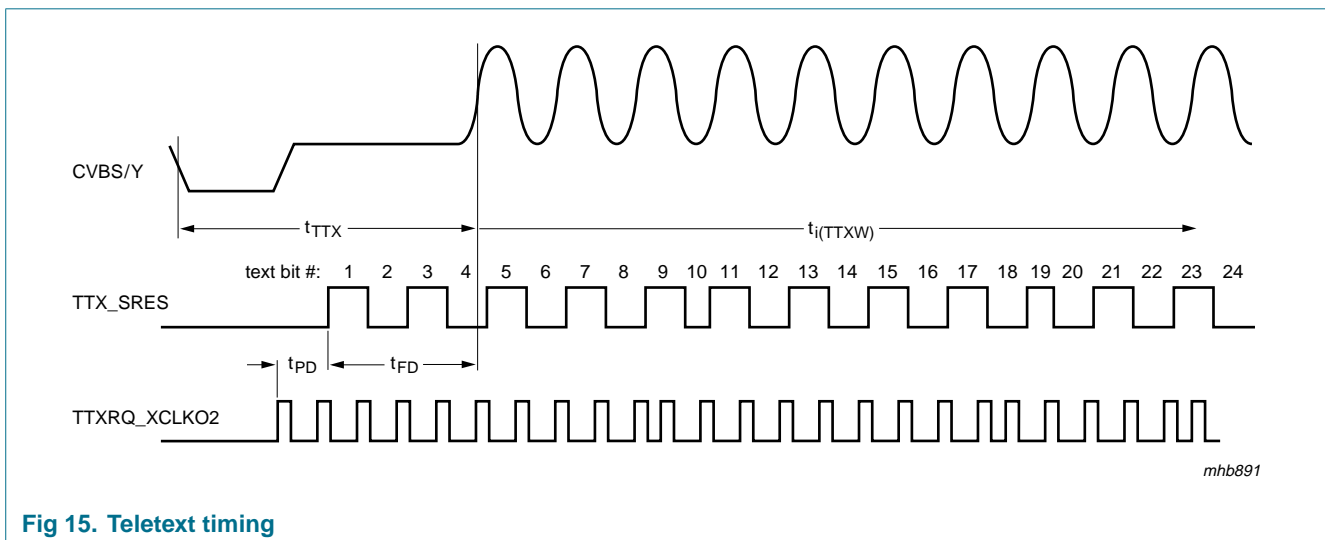 CVBS/Y
tTTX
ti(TTXW)
text bit #: 1 2 3 4 5 6 7 8 9 10 11 12 13 14 15 16 17 18 19 20 21 22 23 24
TTX_SRES
tPD
tFD
TTXRQ_XCLKO2
mhb891
Fig 15. Teletext timing